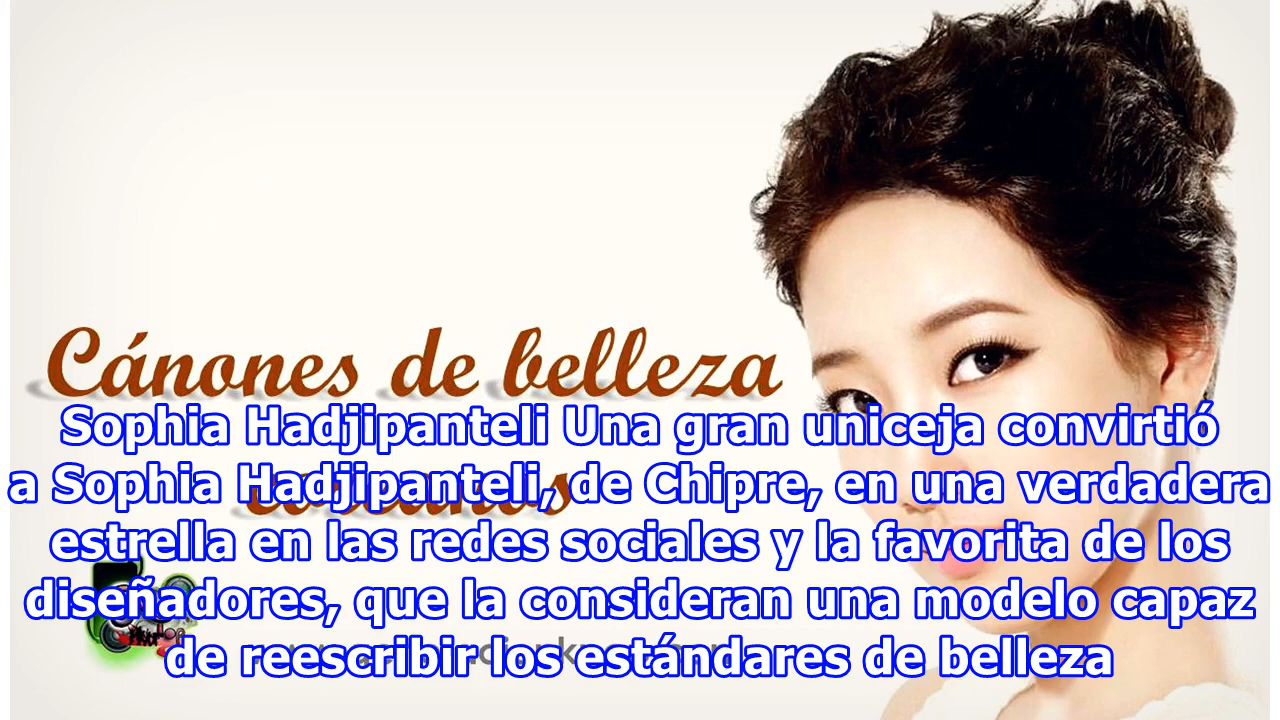 Cánones de belleza
Sophia Hadjipanteli Una gran uniceja convirtió
a Sophia Hadjipanteli, de Chipre, en una verdadera
estrella en las redes sociales y la favorita de los
diseñadores, que la consideran una modelo capaz
de reescribir los estándares de belleza